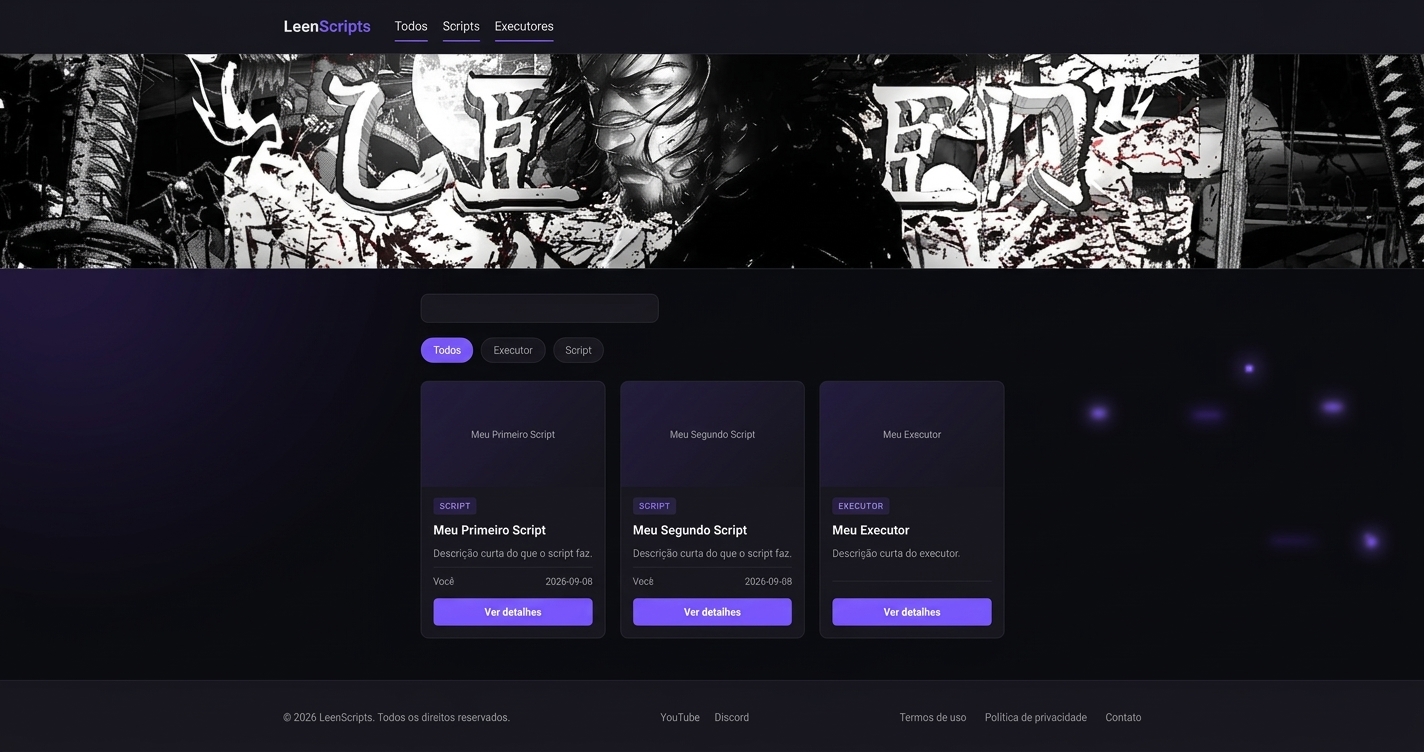 LeenScripts Todos Scripts Executores
Todos Executor Script
Meu Primeiro Script
Meu Segundo Script
Meu Executor
SCRIPT
Meu Primeiro Script
Descrição curta do que o script faz.
Você 2026-09-08
Ver detalhes
SCRIPT
Meu Segundo Script
Descrição curta do que o script faz.
Você 2026-09-08
Ver detalhes
EXECUTOR
Meu Executor
Descrição curta do executor.
Ver detalhes
© 2026 LeenScripts. Todos os direitos reservados. YouTube Discord Termos de uso Política de privacidade Contato